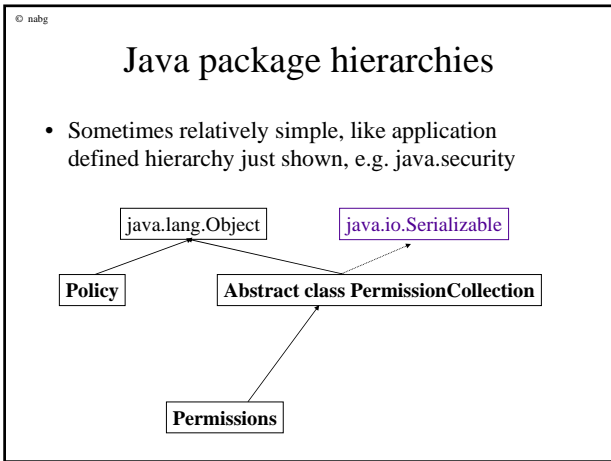 © nabg
Java package hierarchies
• Sometimes relatively simple, like application
defined hierarchy just shown, e.g. java.security
java.lang.Object
java.io.Serializable
Policy
Abstract class PermissionCollection
Permissions